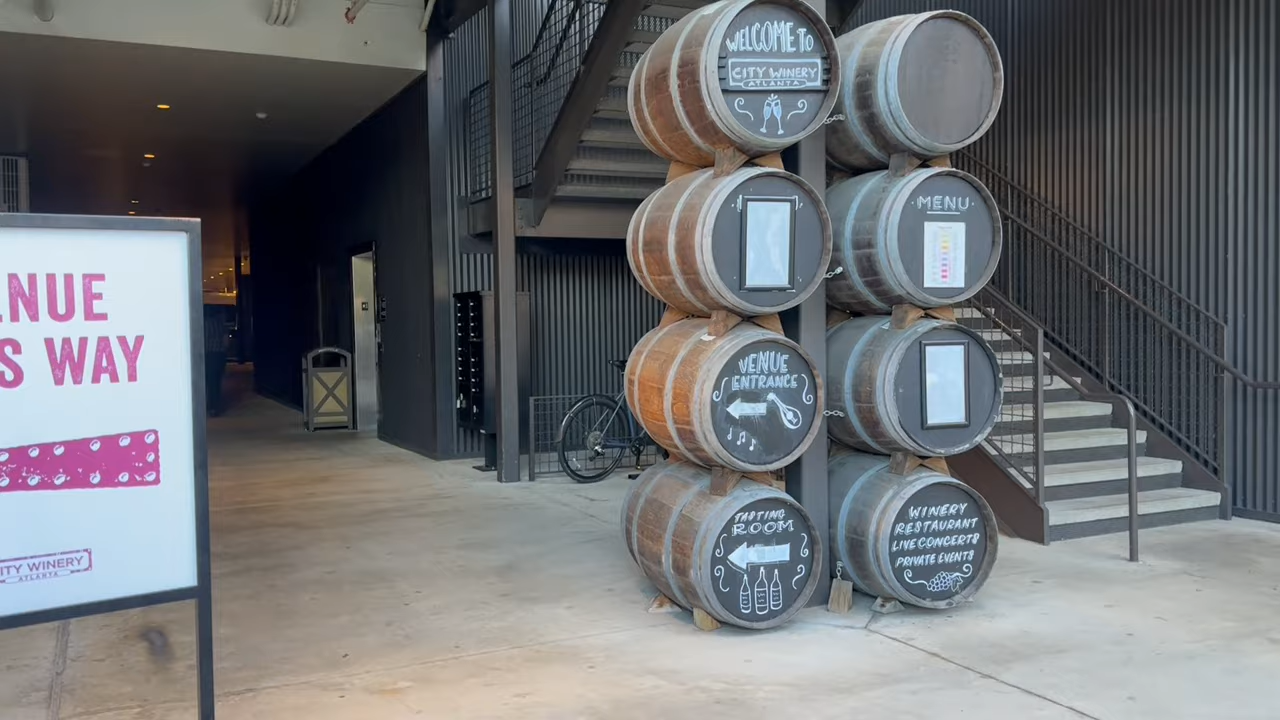 NUE
S WAY
ITY WINERY
ATLANTA
WELCOME TO
CITY WINERY
ATLANTA
MENU
VENUE
ENTRANCE
TASTING
ROOM
WINERY
RESTAURANT
LIVE CONCERTS
PRIVATE EVENTS